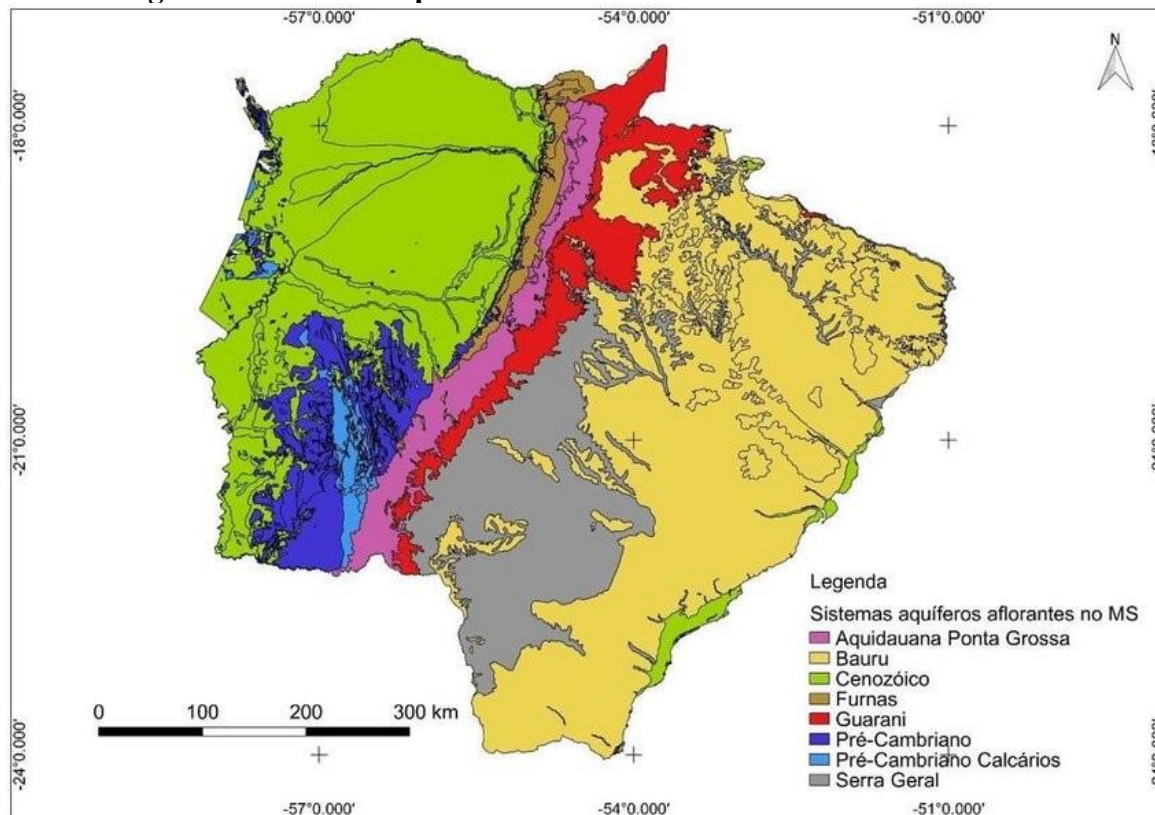 -57°0.000'
-54°0.000'
-51°0.000'
N
-18°0.000'
-21°0.000'
-24°0.000'
Legenda
Sistemas aquíferos aflorantes no MS
Aquidauana Ponta Grossa
Bauru
Cenozóico
Furnas
Guarani
Pré-Cambriano
Pré-Cambriano Calcários
Serra Geral
0 100 200 300 km
-57°0.000'
-54°0.000'
-51°0.000'